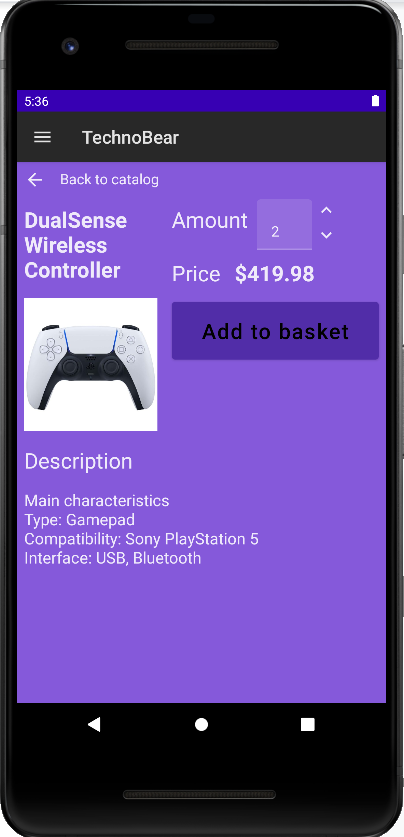 5:36
TechnoBear
Back to catalog
DualSense
Wireless
Controller
Amount 2
Price $419.98
Add to basket
Description
Main characteristics
Type: Gamepad
Compatibility: Sony PlayStation 5
Interface: USB, Bluetooth